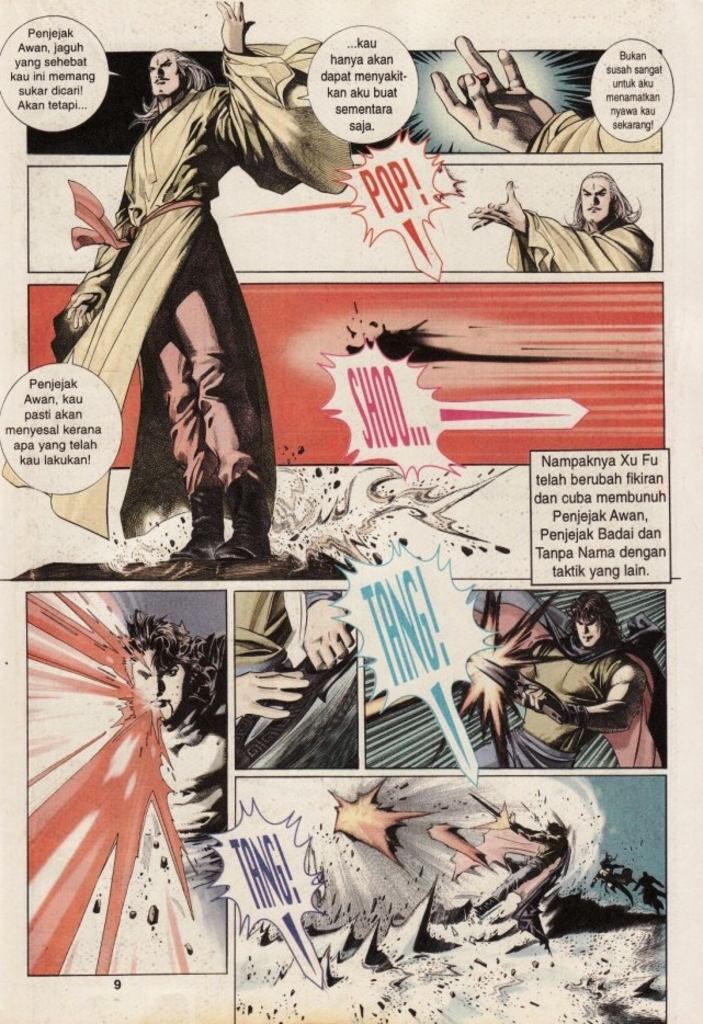 Penjejak
Awan, jaguh
yang sehebat
kau ini memang
sukar dicari!
Akan tetapi...
...kau
hanya akan
dapat menyakit-
kan aku buat
sementara
saja.
Bukan
susah sangat
untuk aku
menamatkan
nyawa kau
sekarang!
POP!
SHOO...
Penjejak
Awan, kau
pasti akan
menyesal kerana
apa yang telah
kau lakukan!
Nampaknya Xu Fu
telah berubah fikiran
dan cuba membunuh
Penjejak Awan,
Penjejak Badai dan
Tanpa Nama dengan
taktik yang lain.
TANG!
TANG!
9